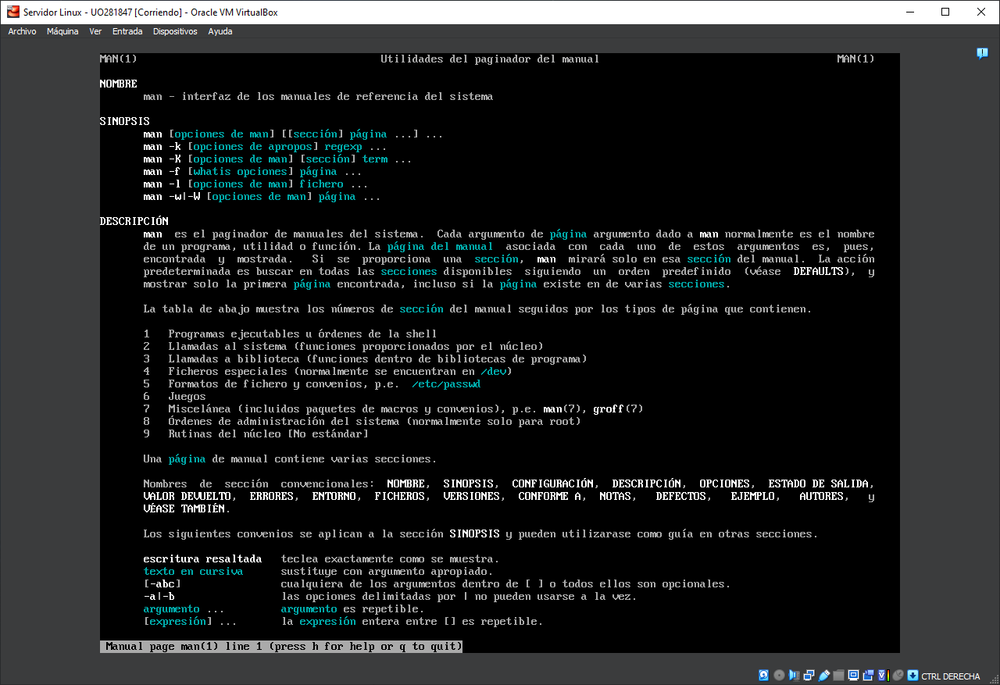 Servidor Linux - UO281847 [Corriendo] - Oracle VM VirtualBox
Archivo Máquina Ver Entrada Dispositivos Ayuda
MAN(1) Utilidades del paginador del manual MAN(1)
NOMBRE
man - interfaz de los manuales de referencia del sistema
SINOPSIS
man [opciones de man] [[sección] página ...] ...
man -k [opciones de apropos] regexp ...
man -K [opciones de man] [sección] term ...
man -f [whatis opciones] página ...
man -l [opciones de man] fichero ...
man -w|-W [opciones de man] página ...
DESCRIPCIÓN
man es el paginador de manuales del sistema. Cada argumento de página argumento dado a man normalmente es el nombre
de un programa, utilidad o función. La página del manual asociada con cada uno de estos argumentos es, pues,
encontrada y mostrada. Si se proporciona una sección, man mirará solo en esa sección del manual. La acción
predeterminada es buscar en todas las secciones disponibles siguiendo un orden predefinido (véase DEFAULTS), y
mostrar solo la primera página encontrada, incluso si la página existe en de varias secciones.
La tabla de abajo muestra los números de sección del manual seguidos por los tipos de página que contienen.
1 Programas ejecutables u órdenes de la shell
2 Llamadas al sistema (funciones proporcionados por el núcleo)
3 Llamadas a biblioteca (funciones dentro de bibliotecas de programa)
4 Ficheros especiales (normalmente se encuentran en /dev)
5 Formatos de fichero y convenios, p.e. /etc/passwd
6 Juegos
7 Miscelánea (incluidos paquetes de macros y convenios), p.e. man(7), groff(7)
8 Órdenes de administración del sistema (normalmente solo para root)
9 Rutinas del núcleo [No estándar]
Una página de manual contiene varias secciones.
Nombres de sección convencionales: NOMBRE, SINOPSIS, CONFIGURACIÓN, DESCRIPCIÓN, OPCIONES, ESTADO DE SALIDA,
VALOR DEVUELTO, ERRORES, ENTORNO, FICHEROS, VERSIONES, CONFORME A, NOTAS, DEFECTOS, EJEMPLO, AUTORES, y
VÉASE TAMBIÉN.
Los siguientes convenios se aplican a la sección SINOPSIS y pueden utilizarase como guía en otras secciones.
escritura resaltada teclea exactamente como se muestra.
texto en cursiva sustituye con argumento apropiado.
[-abc] cualquiera de los argumentos dentro de [ ] o todos ellos son opcionales.
-a|-b las opciones delimitadas por | no pueden usarse a la vez.
argumento ... argumento es repetible.
[expresión] ... la expresión entera entre [] es repetible.
Manual page man(1) line 1 (press h for help or q to quit)
CTRL DERECHA